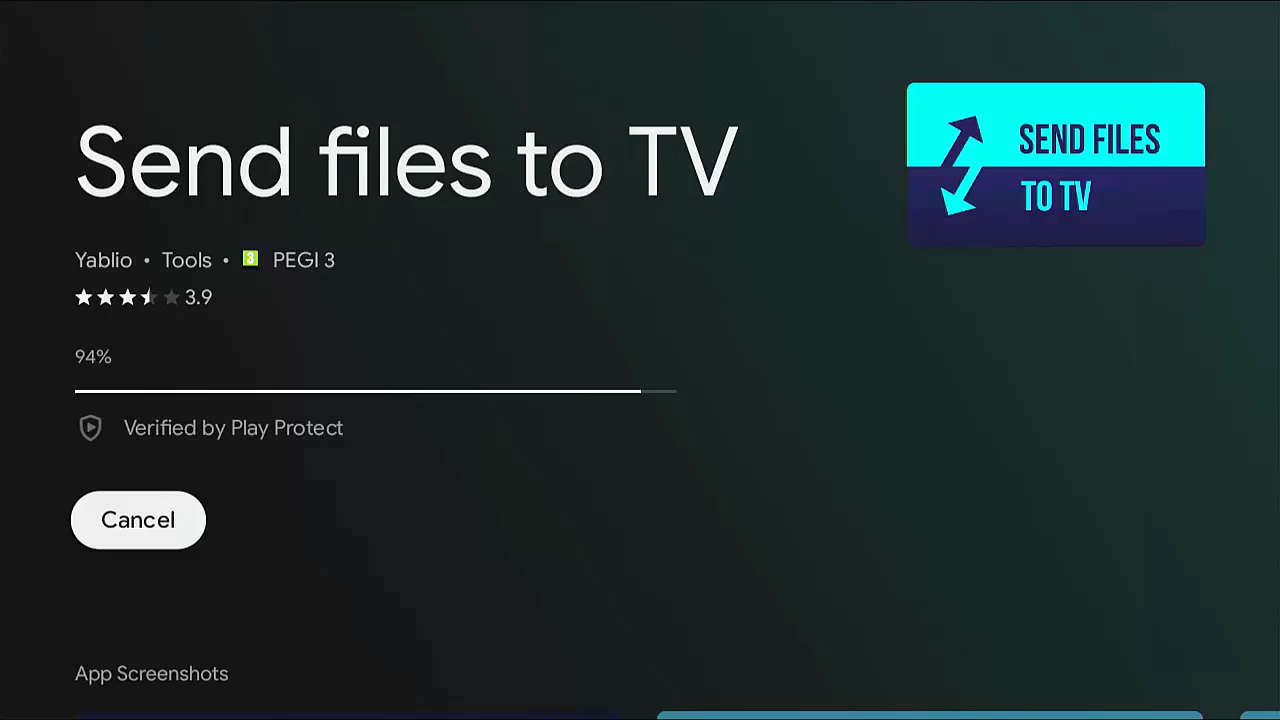 Send files to TV
SEND FILES
TO TV
Yablio • Tools • 3 PEGI 3
3.9
94%
Verified by Play Protect
Cancel
App Screenshots